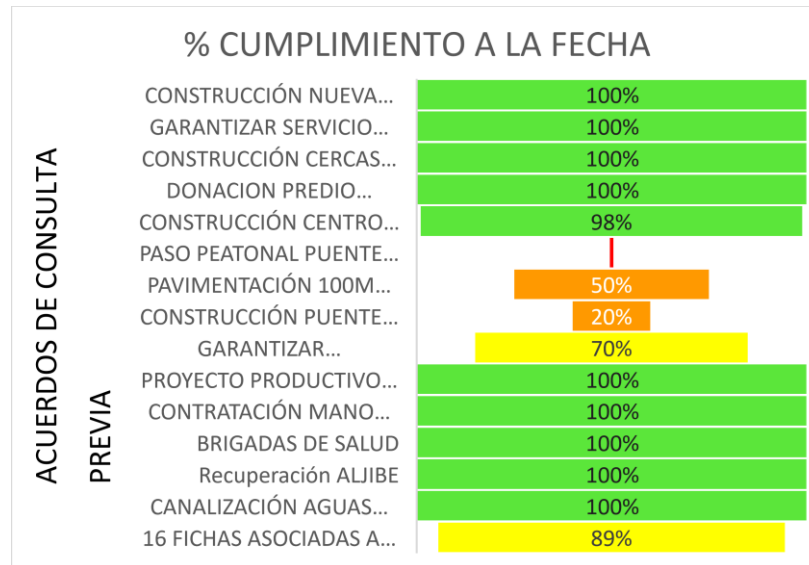 % CUMPLIMIENTO A LA FECHA
ACUERDOS DE CONSULTA
PREVIA
CONSTRUCCIÓN NUEVA... 100%
GARANTIZAR SERVICIO... 100%
CONSTRUCCIÓN CERCAS... 100%
DONACION PREDIO... 100%
CONSTRUCCIÓN CENTRO... 98%
PASO PEATONAL PUENTE...
PAVIMENTACIÓN 100M... 50%
CONSTRUCCIÓN PUENTE... 20%
GARANTIZAR... 70%
PROYECTO PRODUCTIVO... 100%
CONTRATACIÓN MANO... 100%
BRIGADAS DE SALUD 100%
Recuperación ALJIBE 100%
CANALIZACIÓN AGUAS... 100%
16 FICHAS ASOCIADAS A... 89%